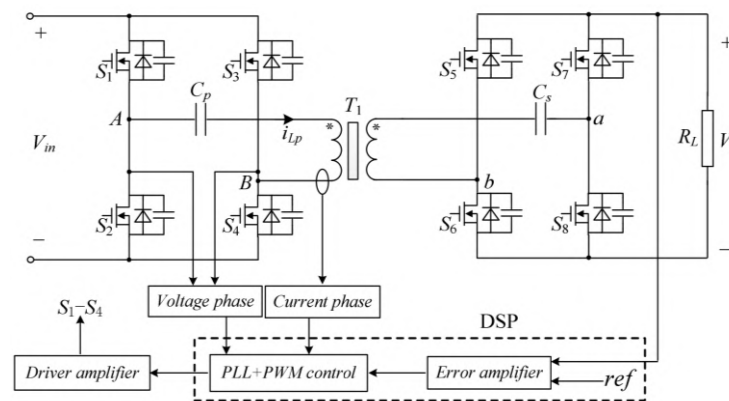 +
+
S1
S3
S5
S7
Cp
T1
Cs
*
*
A
a
iLp
Vin
RL
V
B
b
S2
S4
S6
S8
−
−
S1–S4
Voltage phase
Current phase
DSP
Driver amplifier
PLL+PWM control
Error amplifier
ref